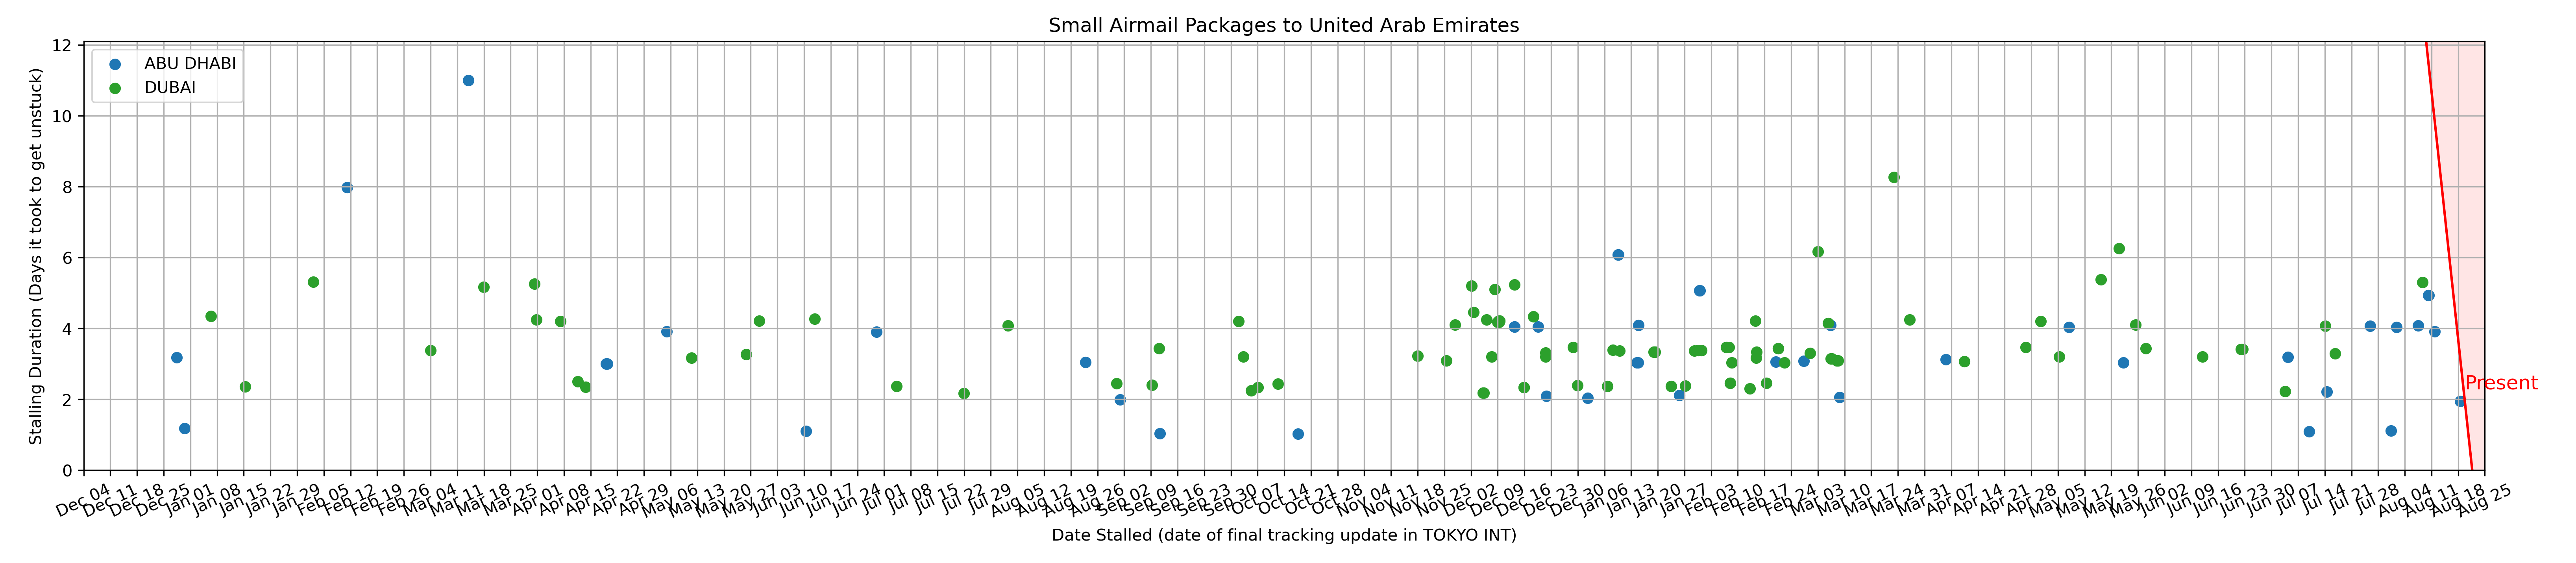 Small Airmail Packages to United Arab Emirates
ABU DHABI
DUBAI
Stalling Duration (Days it took to get unstuck)
12
10
8
6
4
2
0
Present
Dec 04 Dec 11 Dec 18 Dec 25 Jan 01 Jan 08 Jan 15 Jan 22 Jan 29 Feb 05 Feb 12 Feb 19 Feb 26 Mar 04 Mar 11 Mar 18 Mar 25 Apr 01 Apr 08 Apr 15 Apr 22 Apr 29 May 06 May 13 May 20 May 27 Jun 03 Jun 10 Jun 17 Jun 24 Jul 01 Jul 08 Jul 15 Jul 22 Jul 29 Aug 05 Aug 12 Aug 19 Aug 26 Sep 02 Sep 09 Sep 16 Sep 23 Sep 30 Oct 07 Oct 14 Oct 21 Oct 28 Nov 04 Nov 11 Nov 18 Nov 25 Dec 02 Dec 09 Dec 16 Dec 23 Dec 30 Jan 06 Jan 13 Jan 20 Jan 27 Feb 03 Feb 10 Feb 17 Feb 24 Mar 03 Mar 10 Mar 17 Mar 24 Mar 31 Apr 07 Apr 14 Apr 21 Apr 28 May 05 May 12 May 19 May 26 Jun 02 Jun 09 Jun 16 Jun 23 Jun 30 Jul 07 Jul 14 Jul 21 Jul 28 Aug 04 Aug 11 Aug 18 Aug 25
Date Stalled (date of final tracking update in TOKYO INT)